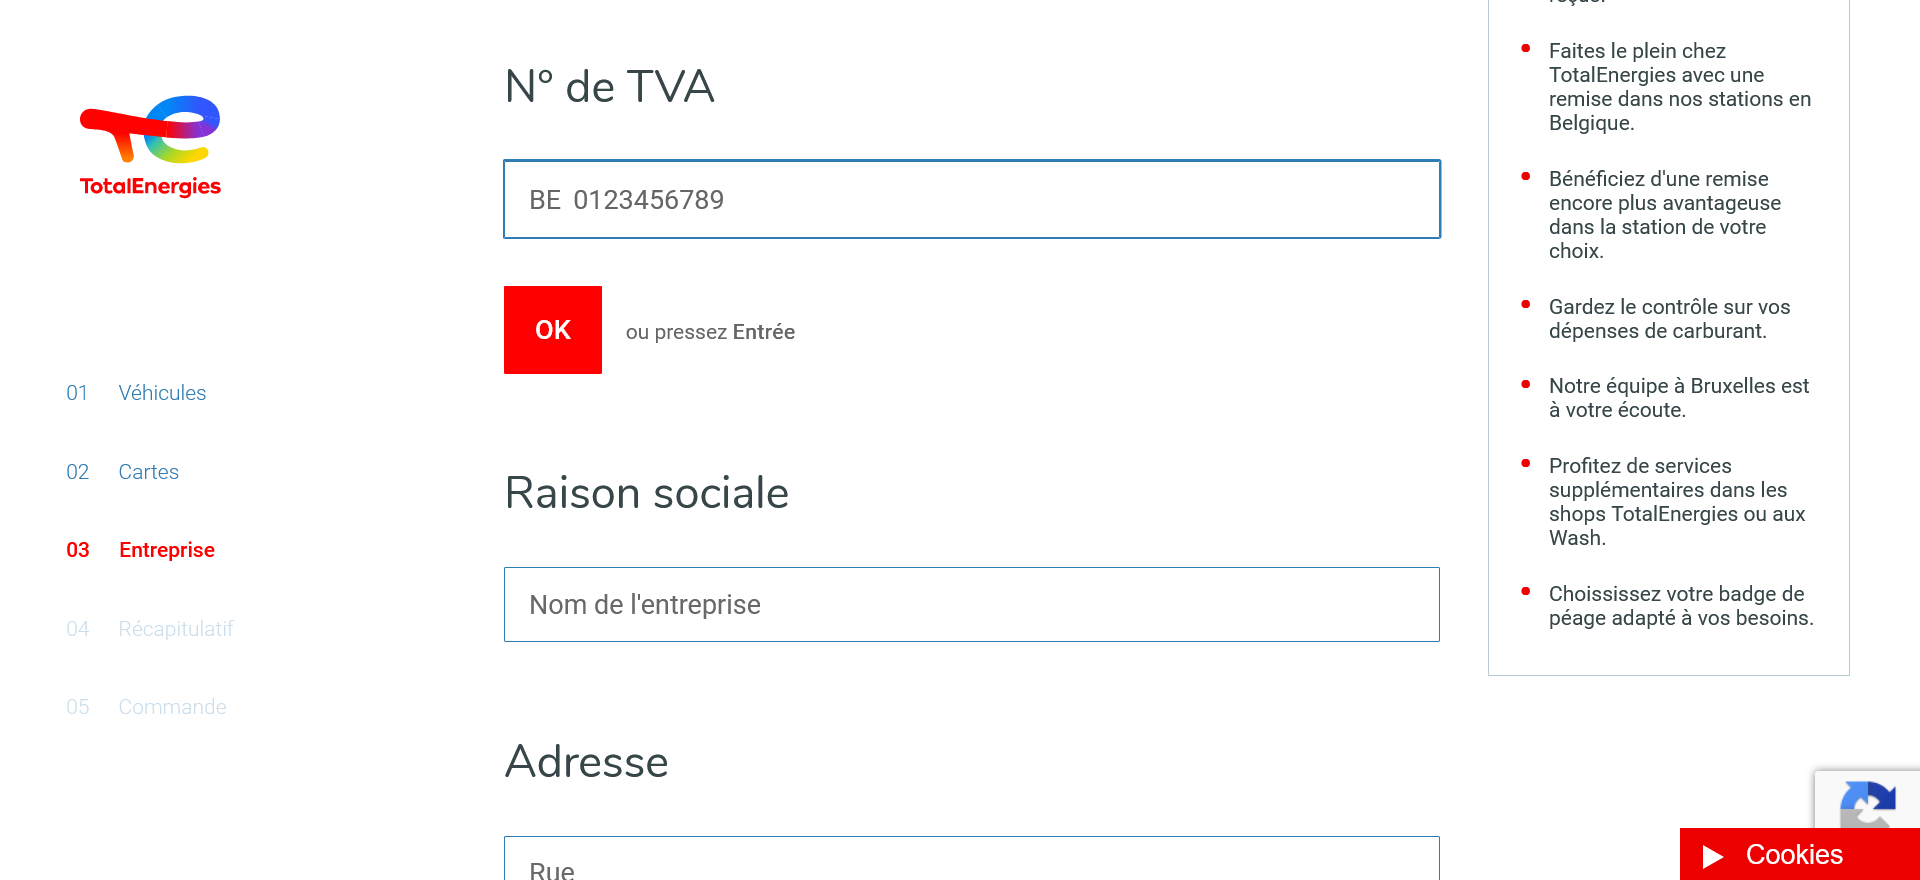 TotalEnergies
01 Véhicules
02 Cartes
03 Entreprise
04 Récapitulatif
05 Commande
N° de TVA
BE 0123456789
OK
ou pressez Entrée
Raison sociale
Nom de l'entreprise
Adresse
Rue
Faites le plein chez
TotalEnergies avec une
remise dans nos stations en
Belgique.
Bénéficiez d'une remise
encore plus avantageuse
dans la station de votre
choix.
Gardez le contrôle sur vos
dépenses de carburant.
Notre équipe à Bruxelles est
à votre écoute.
Profitez de services
supplémentaires dans les
shops TotalEnergies ou aux
Wash.
Choississez votre badge de
péage adapté à vos besoins.
Cookies